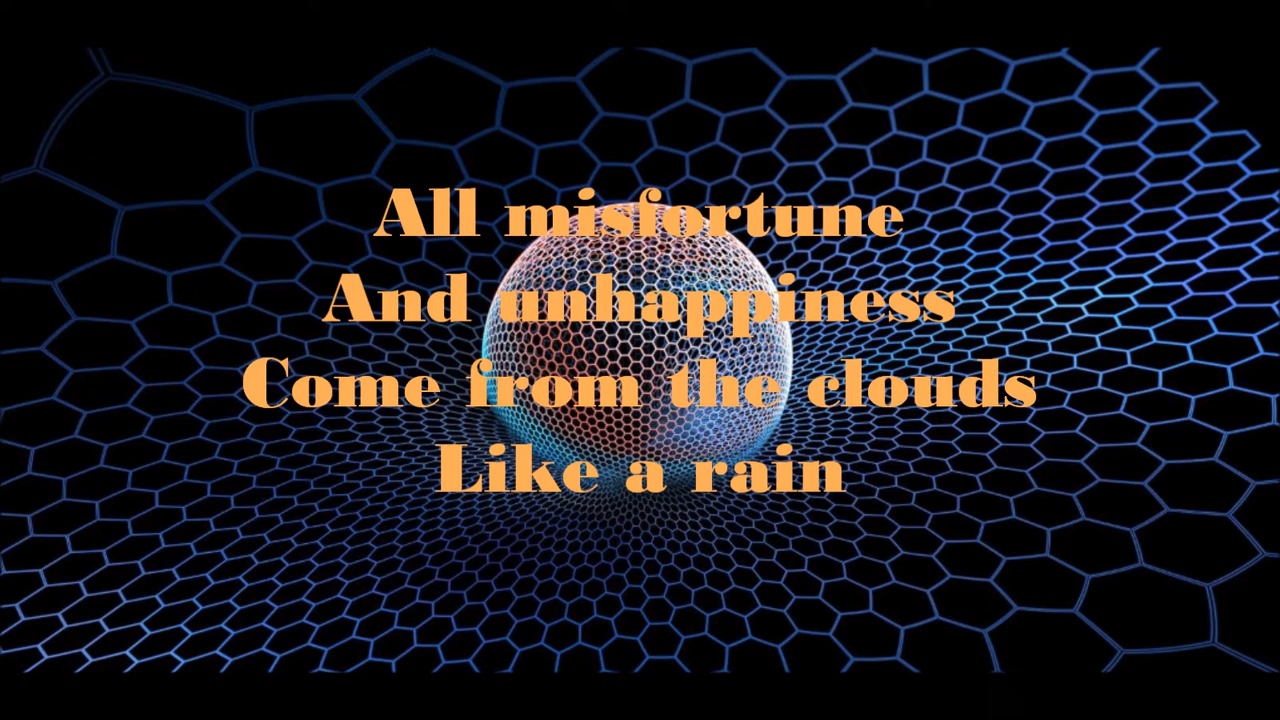 All misfortune
And unhappiness
Come from the clouds
Like a rain